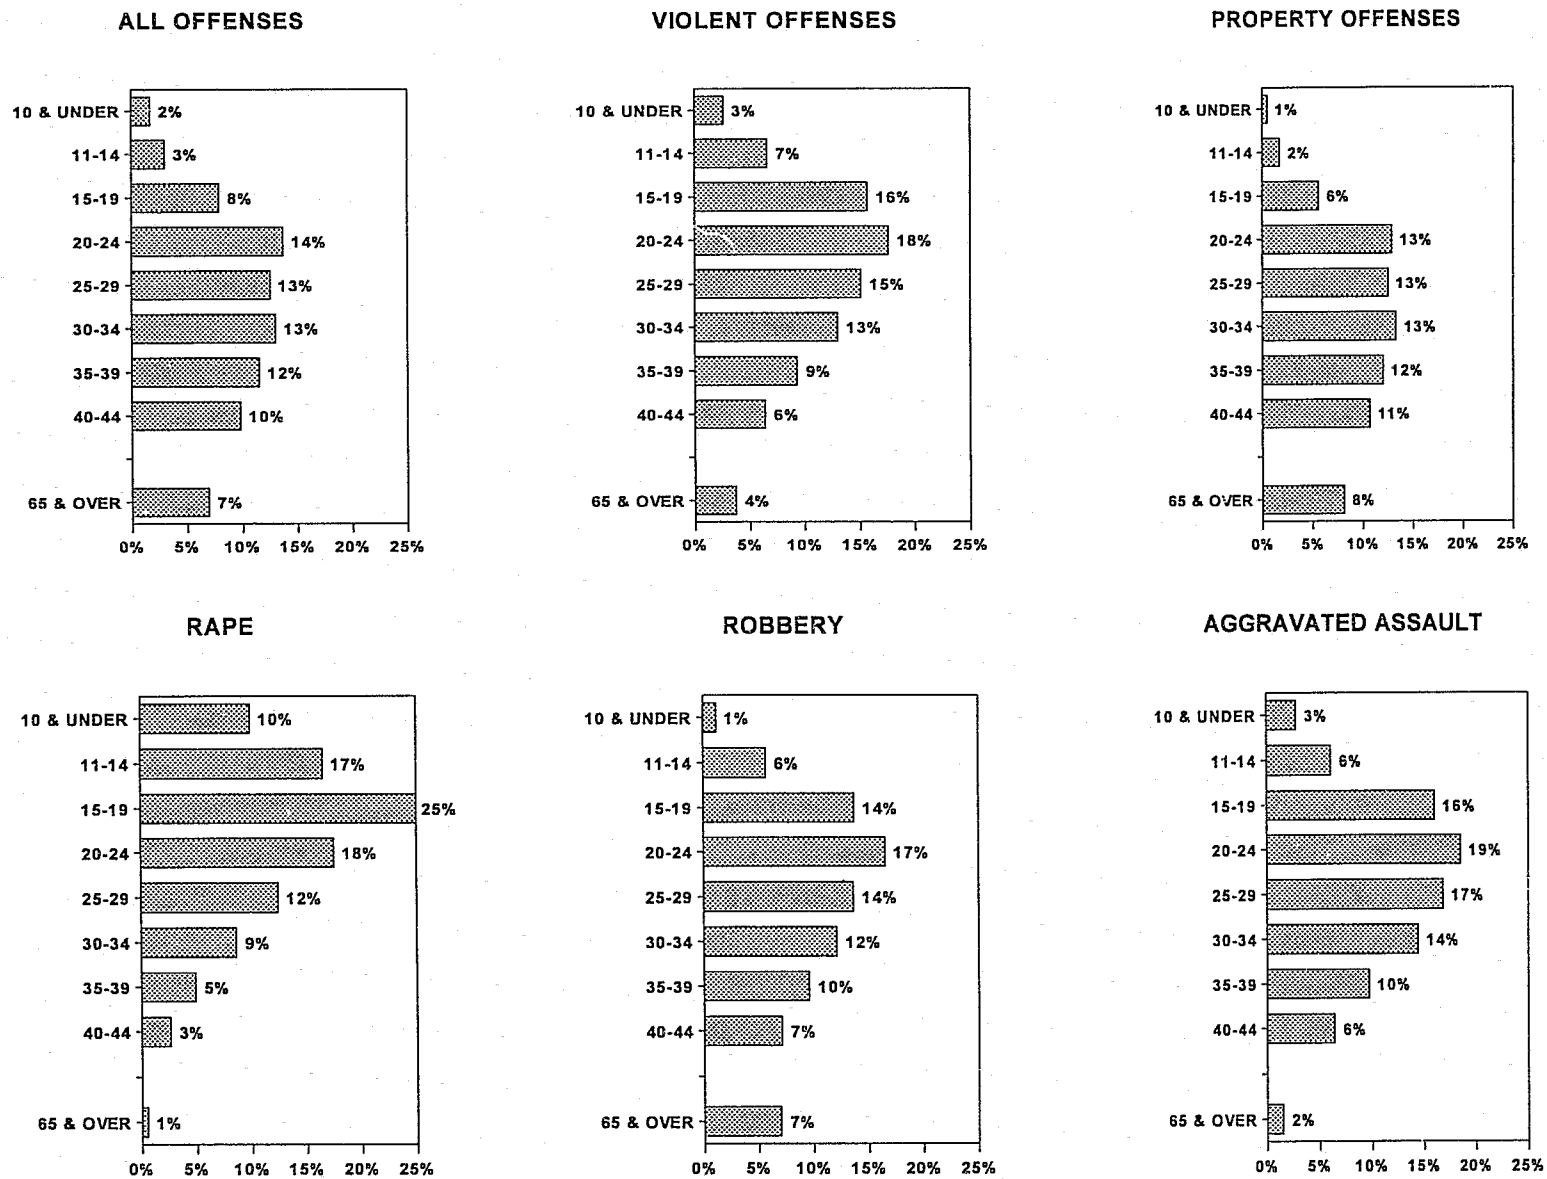 ALL OFFENSES
10 & UNDER 2%
11-14 3%
15-19 8%
20-24 14%
25-29 13%
30-34 13%
35-39 12%
40-44 10%
65 & OVER 7%
0% 5% 10% 15% 20% 25%
VIOLENT OFFENSES
10 & UNDER 3%
11-14 7%
15-19 16%
20-24 18%
25-29 15%
30-34 13%
35-39 9%
40-44 6%
65 & OVER 4%
0% 5% 10% 15% 20% 25%
PROPERTY OFFENSES
10 & UNDER 1%
11-14 2%
15-19 6%
20-24 13%
25-29 13%
30-34 13%
35-39 12%
40-44 11%
65 & OVER 8%
0% 5% 10% 15% 20% 25%
RAPE
10 & UNDER 10%
11-14 17%
15-19 25%
20-24 18%
25-29 12%
30-34 9%
35-39 5%
40-44 3%
65 & OVER 1%
0% 5% 10% 15% 20% 25%
ROBBERY
10 & UNDER 1%
11-14 6%
15-19 14%
20-24 17%
25-29 14%
30-34 12%
35-39 10%
40-44 7%
65 & OVER 7%
0% 5% 10% 15% 20% 25%
AGGRAVATED ASSAULT
10 & UNDER 3%
11-14 6%
15-19 16%
20-24 19%
25-29 17%
30-34 14%
35-39 10%
40-44 6%
65 & OVER 2%
0% 5% 10% 15% 20% 25%